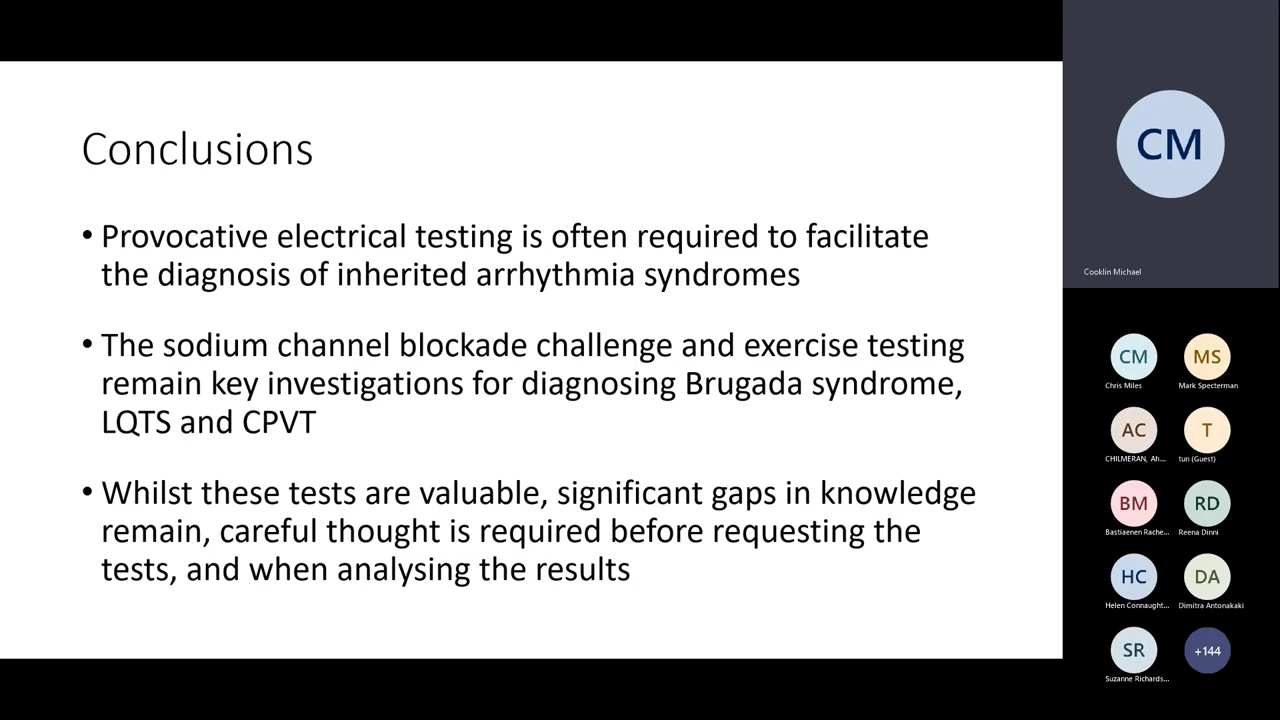 Conclusions
• Provocative electrical testing is often required to facilitate
the diagnosis of inherited arrhythmia syndromes
• The sodium channel blockade challenge and exercise testing
remain key investigations for diagnosing Brugada syndrome,
LQTS and CPVT
• Whilst these tests are valuable, significant gaps in knowledge
remain, careful thought is required before requesting the
tests, and when analysing the results
CM
Cooklin Michael
CM MS
Chris Miles Mark Specterman
AC T
CHILMERAN, Ah... tun (Guest)
BM RD
Bastiaenen Rache... Reena Dinni
HC DA
Helen Connaught... Dimitra Antonakaki
SR +144
Suzanne Richards...